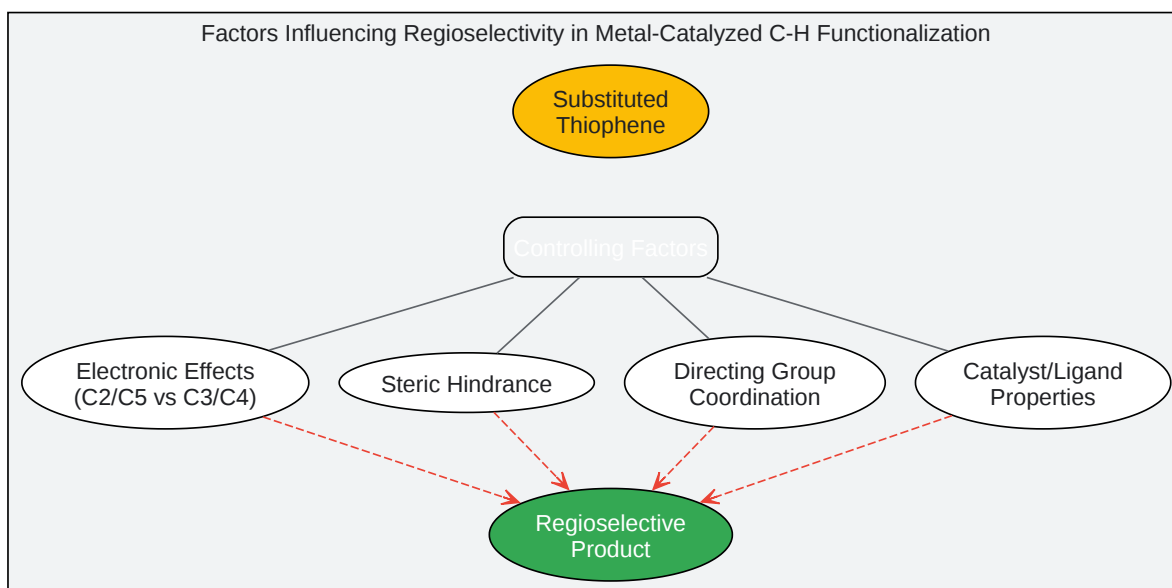 Factors Influencing Regioselectivity in Metal-Catalyzed C-H Functionalization
Substituted
Thiophene
Controlling Factors
Electronic Effects
(C2/C5 vs C3/C4)
Steric Hindrance
Directing Group
Coordination
Catalyst/Ligand
Properties
Regioselective
Product